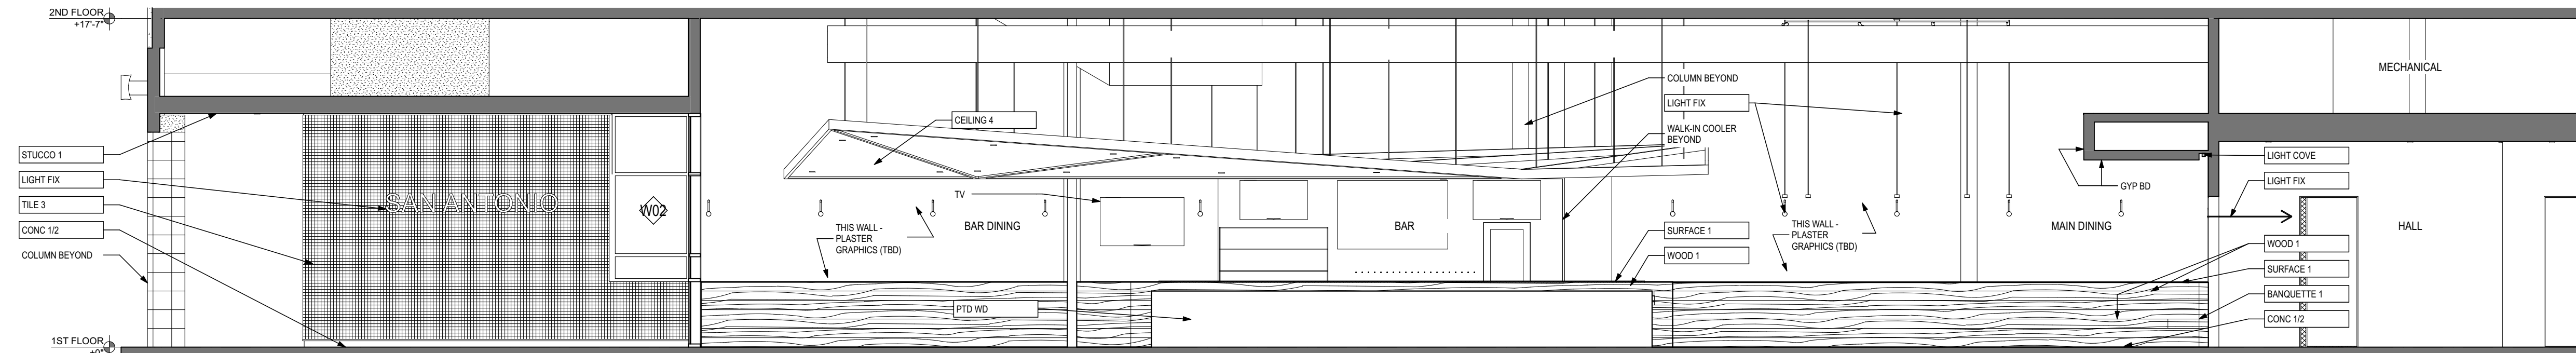 2ND FLOOR
+17'-7"
STUCCO 1
LIGHT FIX
TILE 3
CONC 1/2
COLUMN BEYOND
1ST FLOOR
+0"
SAN ANTONIO
W02
CEILING 4
TV
THIS WALL -
PLASTER
GRAPHICS (TBD)
BAR DINING
PTD WD
BAR
COLUMN BEYOND
LIGHT FIX
WALK-IN COOLER
BEYOND
SURFACE 1
WOOD 1
THIS WALL -
PLASTER
GRAPHICS (TBD)
MAIN DINING
GYP BD
LIGHT COVE
LIGHT FIX
WOOD 1
SURFACE 1
BANQUETTE 1
CONC 1/2
MECHANICAL
HALL